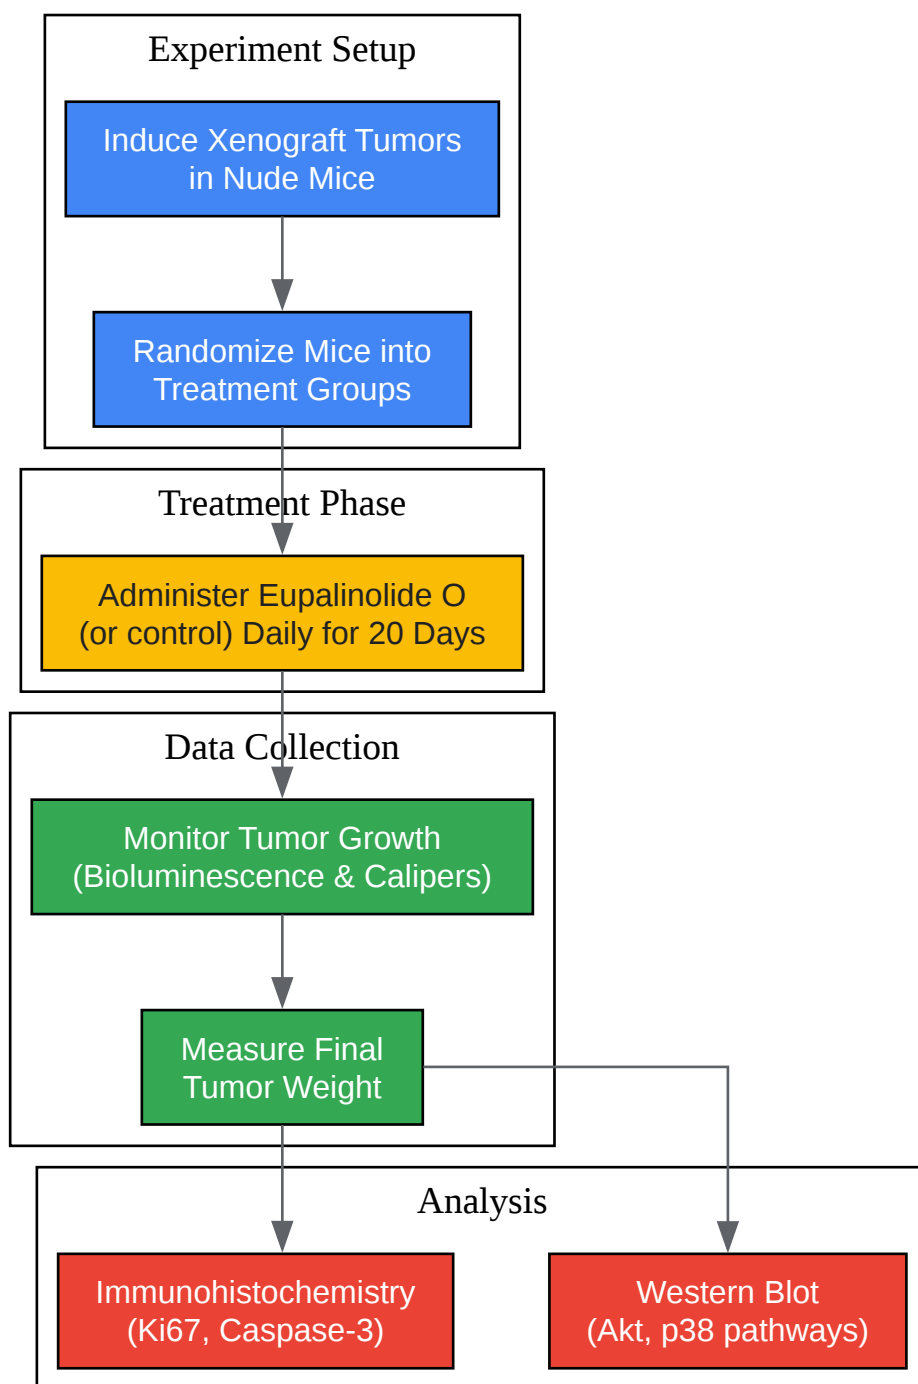 Experiment Setup
Induce Xenograft Tumors
in Nude Mice
Randomize Mice into
Treatment Groups
Treatment Phase
Administer Eupalinolide O
(or control) Daily for 20 Days
Data Collection
Monitor Tumor Growth
(Bioluminescence & Calipers)
Measure Final
Tumor Weight
Analysis
Immunohistochemistry
(Ki67, Caspase-3)
Western Blot
(Akt, p38 pathways)